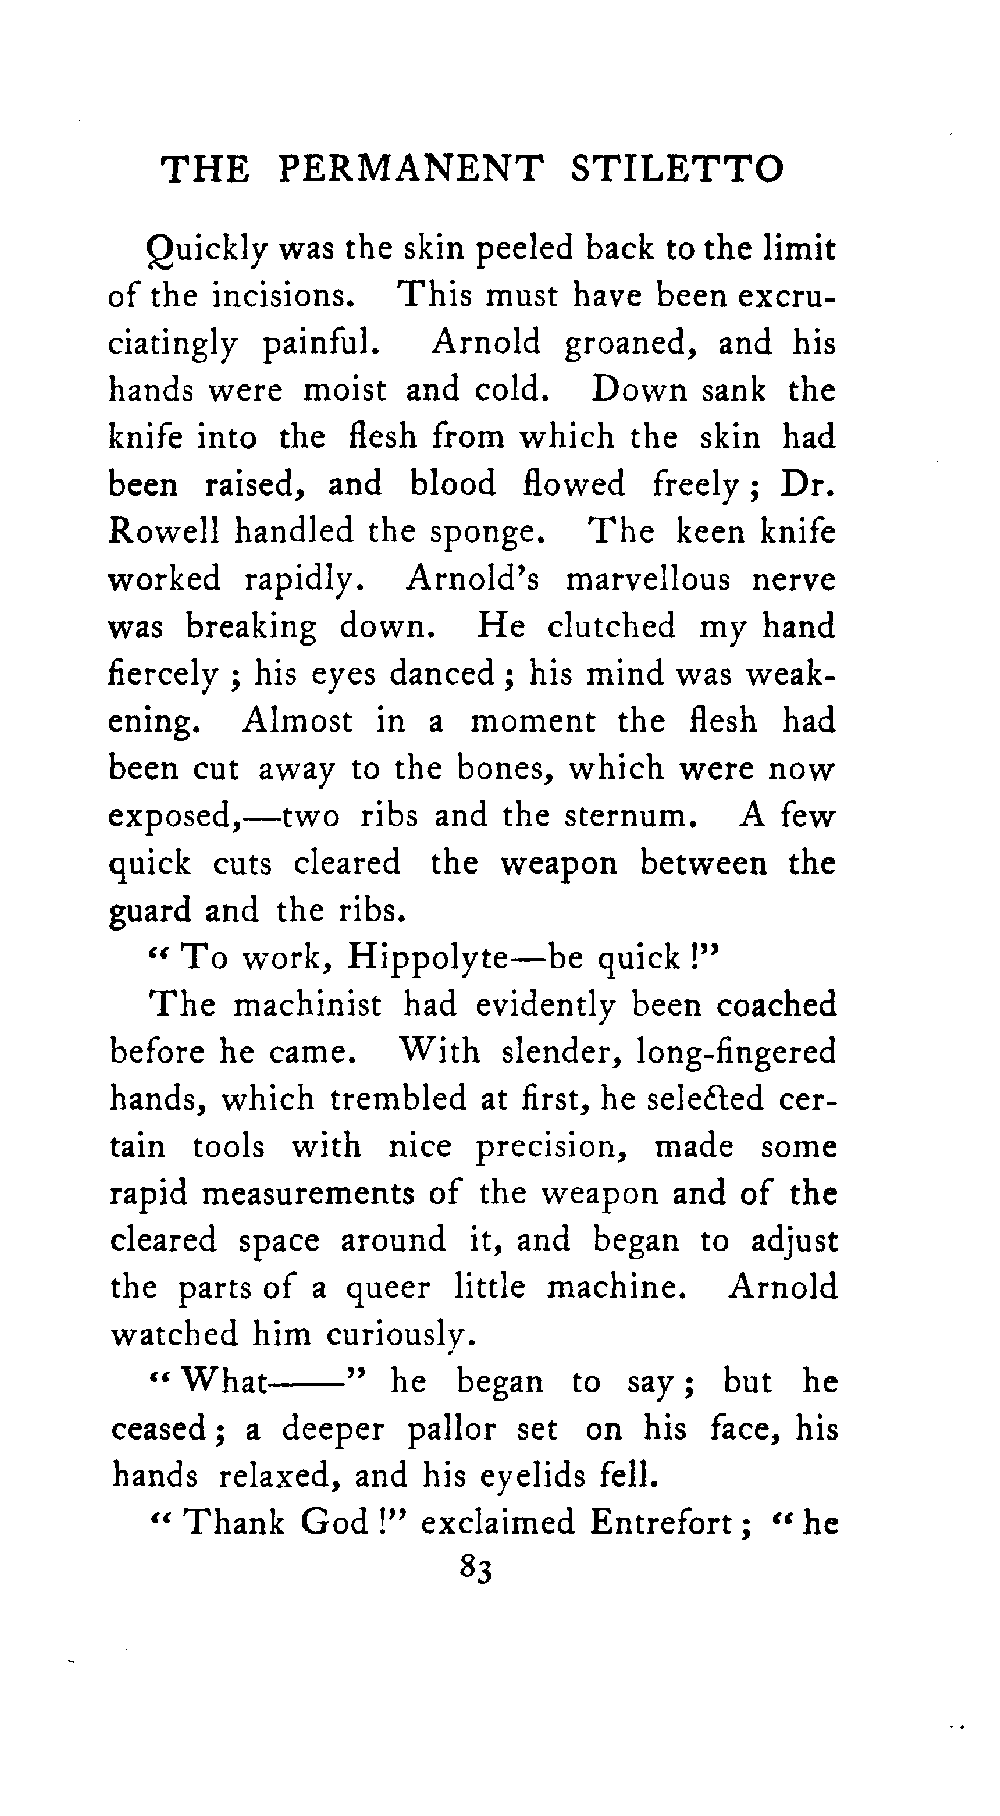 THE PERMANENT STILETTO
Quickly was the skin peeled back to the limit
of the incisions. This must have been excru-
ciatingly painful. Arnold groaned, and his
hands were moist and cold. Down sank the
knife into the flesh from which the skin had
been raised, and blood flowed freely ; Dr.
Rowell handled the sponge. The keen knife
worked rapidly. Arnold's marvellous nerve
was breaking down. He clutched my hand
fiercely ; his eyes danced ; his mind was weak-
ening. Almost in a moment the flesh had
been cut away to the bones, which were now
exposed,—two ribs and the sternum. A few
quick cuts cleared the weapon between the
guard and the ribs.
“ To work, Hippolyte—be quick !”
The machinist had evidently been coached
before he came. With slender, long-fingered
hands, which trembled at first, he selected cer-
tain tools with nice precision, made some
rapid measurements of the weapon and of the
cleared space around it, and began to adjust
the parts of a queer little machine. Arnold
watched him curiously.
“ What——” he began to say ; but he
ceased ; a deeper pallor set on his face, his
hands relaxed, and his eyelids fell.
“ Thank God !” exclaimed Entrefort ; “ he
83